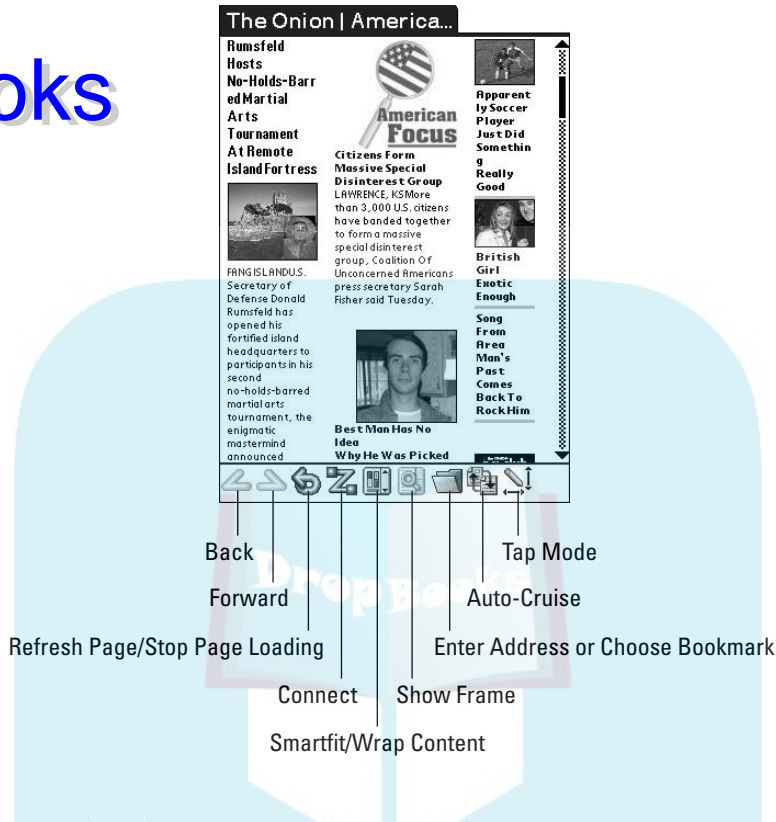 The Onion | America...
oks
Rumsfeld
Hosts
No-Holds-Barr
ed Martial
Arts
Tournament
At Remote
Island Fortress
FANG ISLANDU.S.
Secretary of
Defense Donald
Rumsfeld has
opened his
fortified island
headquarters to
participants in his
second
no-holds-barred
martial arts
tournament, the
enigmatic
mastermind
announced
American
Focus
Citizens Form
Massive Special
Disinterest Group
LAWRENCE, KSMore
than 3,000 U.S. citizens
have banded together
to form a massive
special disinterest
group, Coalition Of
Unconcerned Americans
press secretary Sarah
Fisher said Tuesday.
Best Man Has No
Idea
Why He Was Picked
Apparent
ly Soccer
Player
Just Did
Somethin
g
Really
Good
British
Girl
Exotic
Enough
Song
From
Area
Man's
Past
Comes
Back To
Rock Him
Back
Tap Mode
DropBooks
Forward
Auto-Cruise
Refresh Page/Stop Page Loading
Enter Address or Choose Bookmark
Connect
Show Frame
Smartfit/Wrap Content